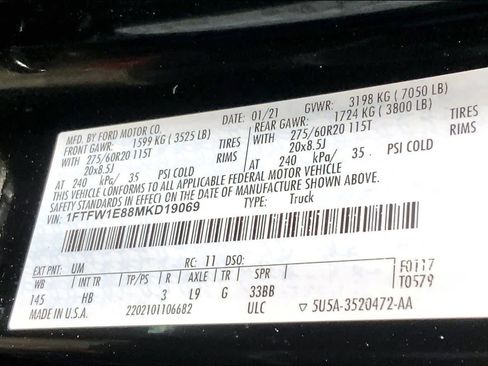 MFD. BY FORD MOTOR CO. DATE: 01/21 GVWR: 3198 KG ( 7050 LB)
FRONT GAWR: 1599 KG ( 3525 LB) REAR GAWR: 1724 KG ( 3800 LB)
WITH 275/60R20 115T TIRES WITH 275/60R20 115T TIRES
20x8.5J RIMS 20x8.5J RIMS
AT 240 kPa/ 35 PSI COLD AT 240 kPa/ 35 PSI COLD
THIS VEHICLE CONFORMS TO ALL APPLICABLE FEDERAL MOTOR VEHICLE
SAFETY STANDARDS IN EFFECT ON THE DATE OF MANUFACTURE SHOWN ABOVE.
VIN: 1FTFW1E88MKD19069 TYPE: Truck
EXT PNT: UM RC: 11 DSO: F0117
WB INT TR TP/PS R AXLE TR SPR T0579
145 HB 3 L9 G 33BB
MADE IN U.S.A. 2202101106682 ULC ▽ 5U5A-3520472-AA